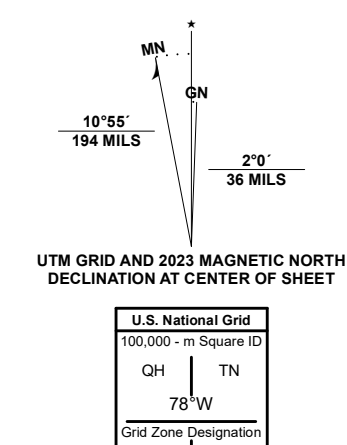 ★
MN
GN
10°55´
194 MILS
2°0´
36 MILS
UTM GRID AND 2023 MAGNETIC NORTH
DECLINATION AT CENTER OF SHEET
U.S. National Grid
100,000 - m Square ID
QH TN
78°W
Grid Zone Designation